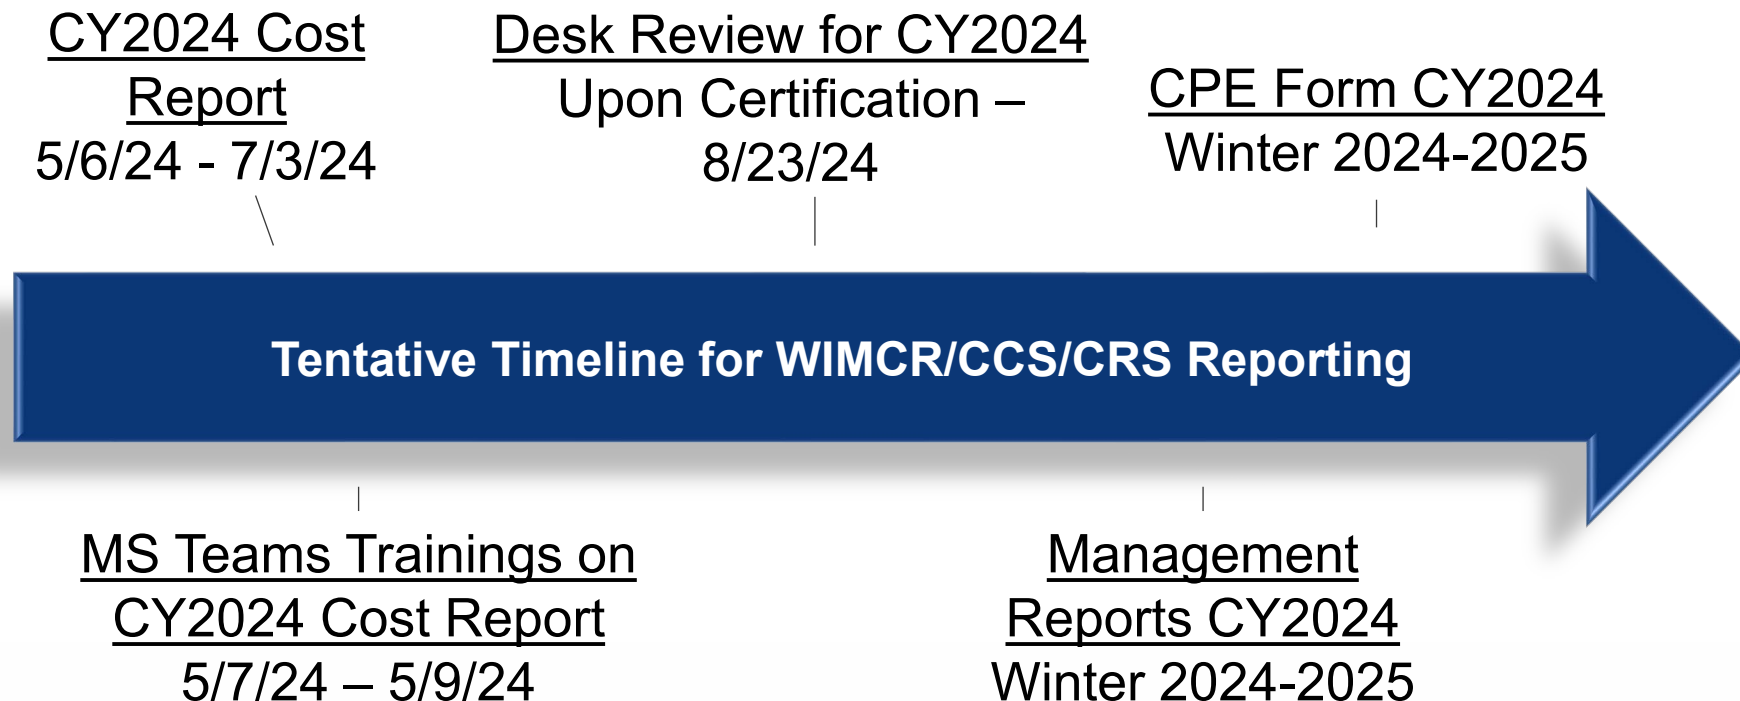 CY2024 Cost
Report
5/6/24 - 7/3/24
Desk Review for CY2024
Upon Certification –
8/23/24
CPE Form CY2024
Winter 2024-2025
Tentative Timeline for WIMCR/CCS/CRS Reporting
MS Teams Trainings on
CY2024 Cost Report
5/7/24 – 5/9/24
Management
Reports CY2024
Winter 2024-2025